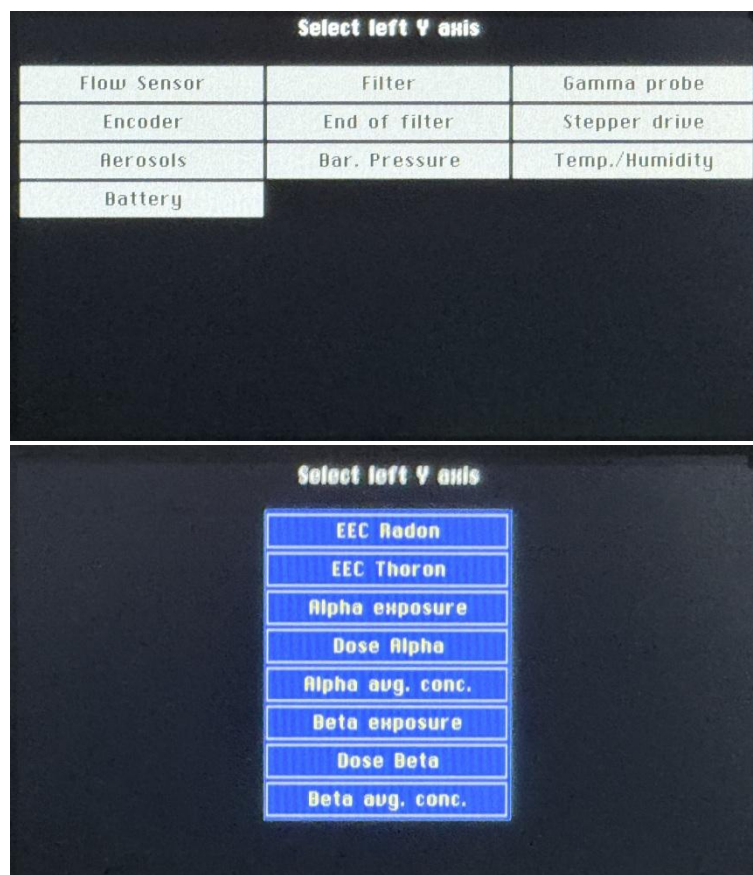 Select left Y axis
Flow Sensor Filter Gamma probe
Encoder End of filter Stepper drive
Aerosols Bar. Pressure Temp./Humidity
Battery
Select left Y axis
EEC Radon
EEC Thoron
Alpha exposure
Dose Alpha
Alpha avg. conc.
Beta exposure
Dose Beta
Beta avg. conc.